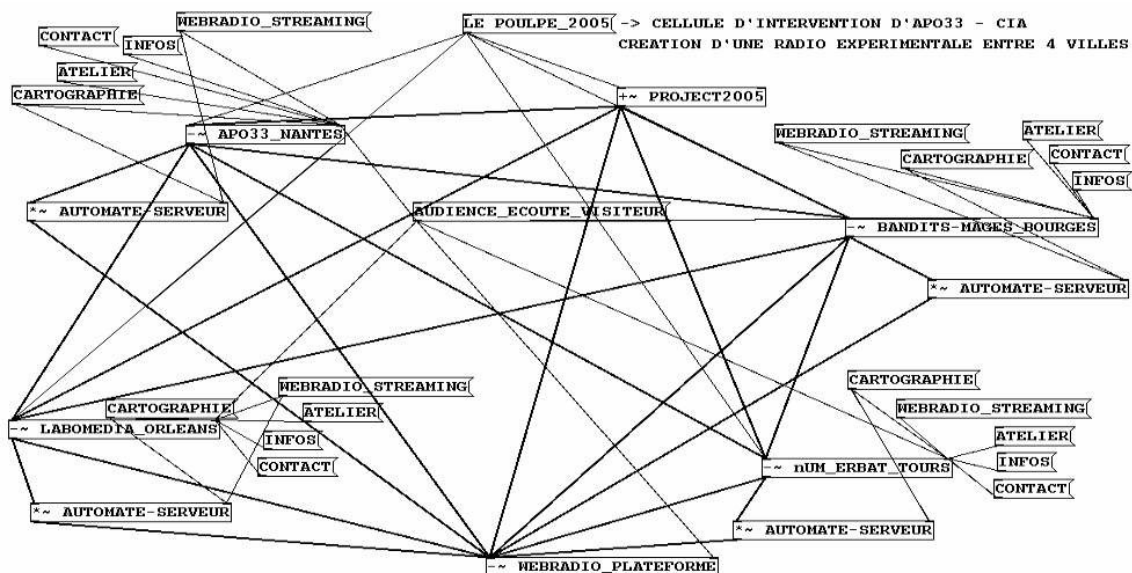 WEBRADIO_STREAMING
LE POULPE_2005 -> CELLULE D'INTERVENTION D'APO33 - CIA
CONTACT
INFOS
CREATION D'UNE RADIO EXPERIMENTALE ENTRE 4 VILLES
ATELIER
CARTOGRAPHIE
+~ PROJECT2005
-~ APO33_NANTES
WEBRADIO_STREAMING
ATELIER
CARTOGRAPHIE
CONTACT
INFOS
*~ AUTOMATE-SERVEUR
AUDIENCE_ECOUTE_VISITEUR
-~ BANDITS-MAGES_BOURGES
*~ AUTOMATE-SERVEUR
WEBRADIO_STREAMING
CARTOGRAPHIE
CARTOGRAPHIE
ATELIER
WEBRADIO_STREAMING
-~ LABOMEDIA_ORLEANS
INFOS
ATELIER
CONTACT
-~ nUM_ERBAT_TOURS
INFOS
CONTACT
*~ AUTOMATE-SERVEUR
*~ AUTOMATE-SERVEUR
-~ WEBRADIO_PLATEFORME